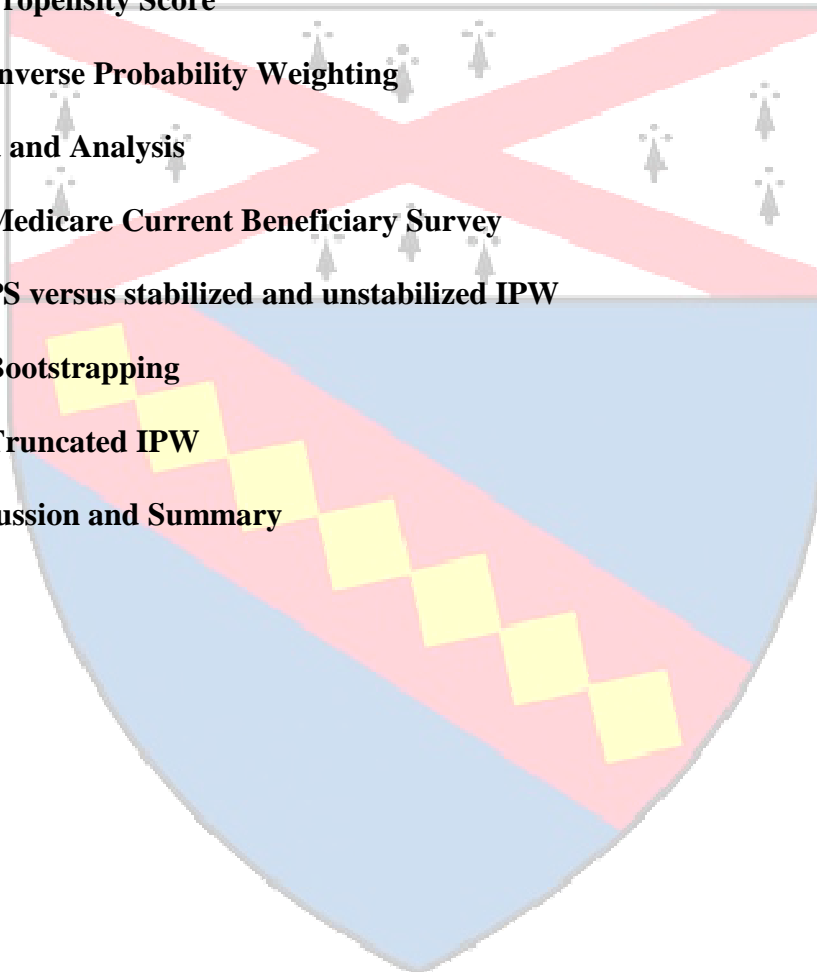 ropensity Score
nverse Probability Weighting
and Analysis
Medicare Current Beneficiary Survey
PS versus stabilized and unstabilized IPW
Bootstrapping
Truncated IPW
ussion and Summary